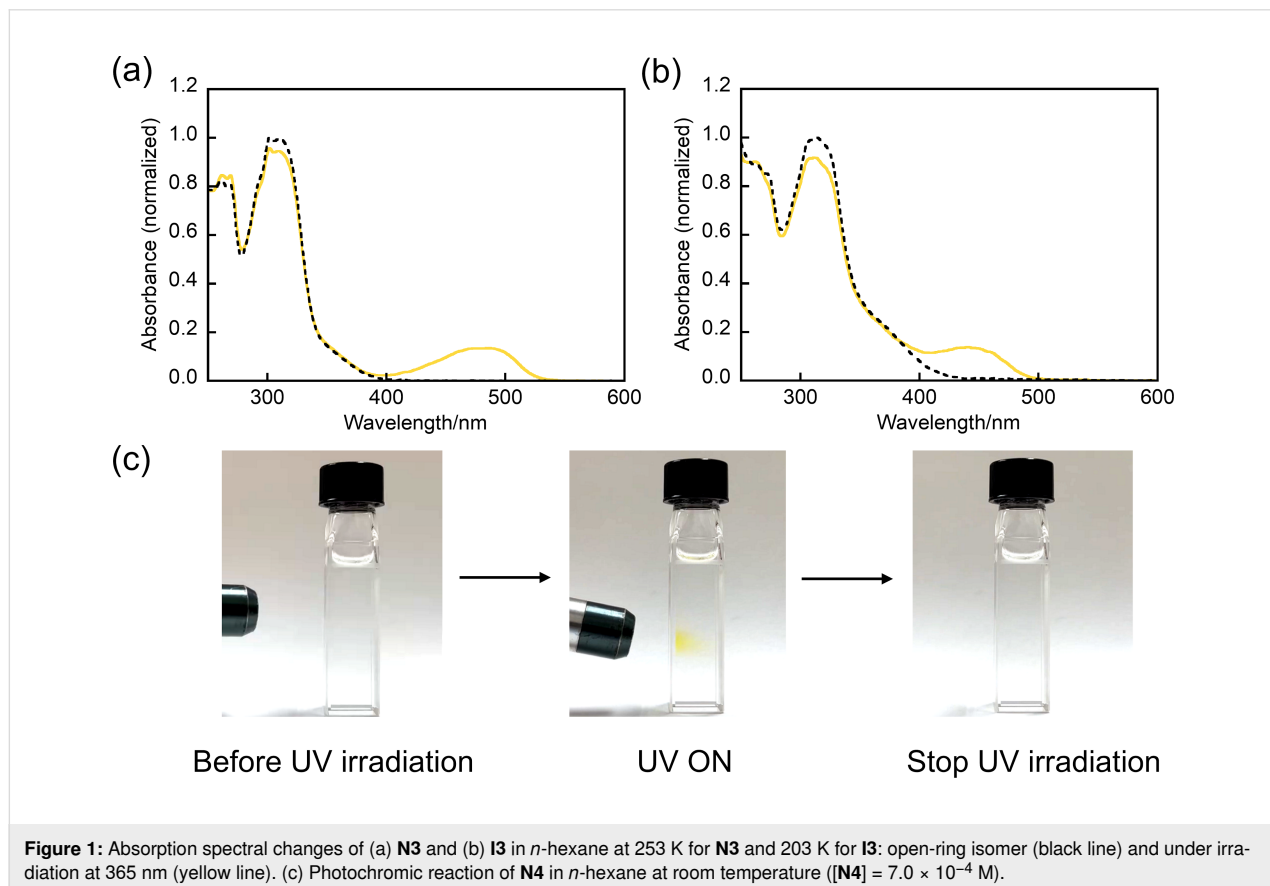 (a)
1.2
1.0
0.8
0.6
0.4
0.2
0.0
Absorbance (normalized)
300 400 500 600
Wavelength/nm
(b)
1.2
1.0
0.8
0.6
0.4
0.2
0.0
Absorbance (normalized)
300 400 500 600
Wavelength/nm
(c)
Before UV irradiation
UV ON
Stop UV irradiation
Figure 1: Absorption spectral changes of (a) N3 and (b) I3 in n-hexane at 253 K for N3 and 203 K for I3: open-ring isomer (black line) and under irra-
diation at 365 nm (yellow line). (c) Photochromic reaction of N4 in n-hexane at room temperature ([N4] = 7.0 × 10⁻⁴ M).